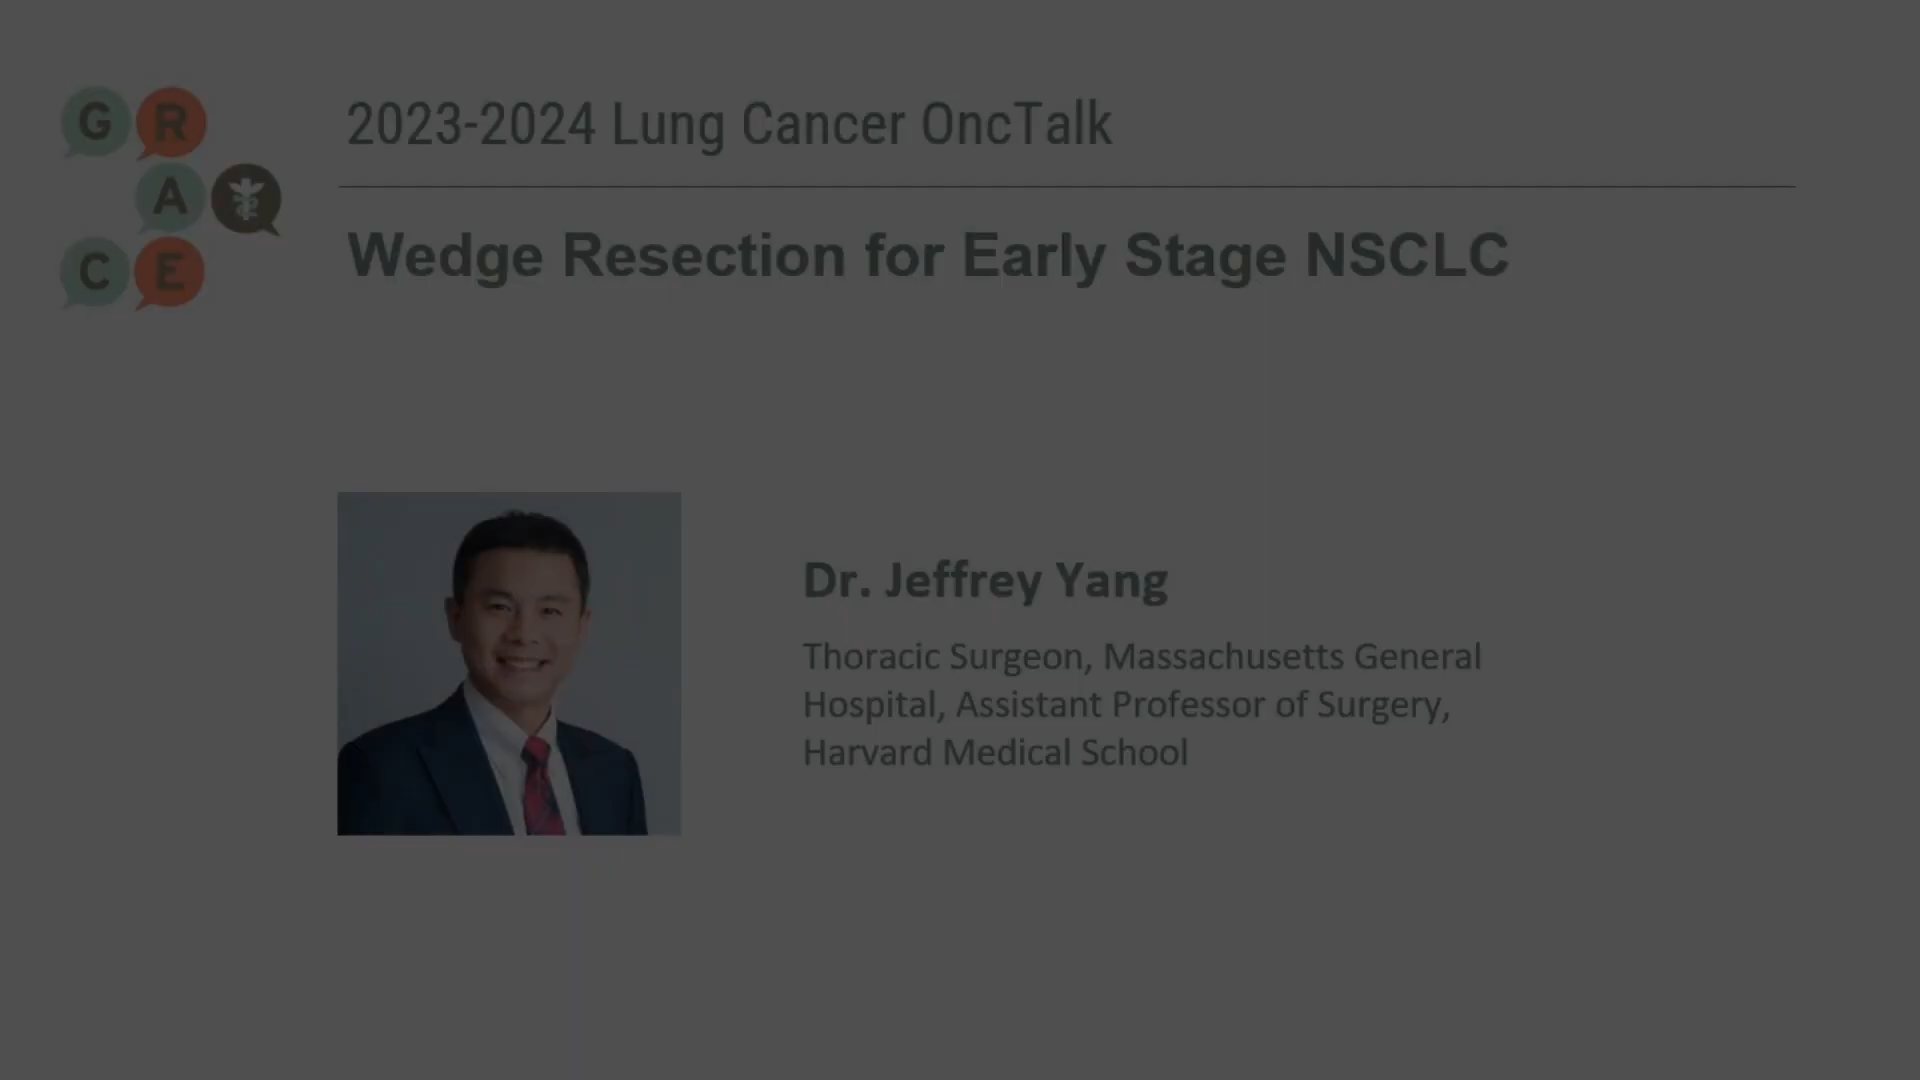 G R
A
C E
2023-2024 Lung Cancer OncTalk
Wedge Resection for Early Stage NSCLC
Dr. Jeffrey Yang
Thoracic Surgeon, Massachusetts General
Hospital, Assistant Professor of Surgery,
Harvard Medical School